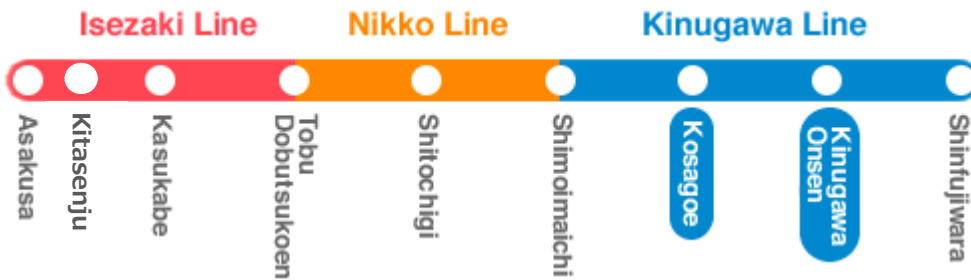 Isezaki Line
Nikko Line
Kinugawa Line
Asakusa
Kitasenju
Kasukabe
Tobu
Dobutsukoen
Shitochigi
Shimoimaichi
Kosagoe
Kinugawa
Onsen
Shinfujiwara